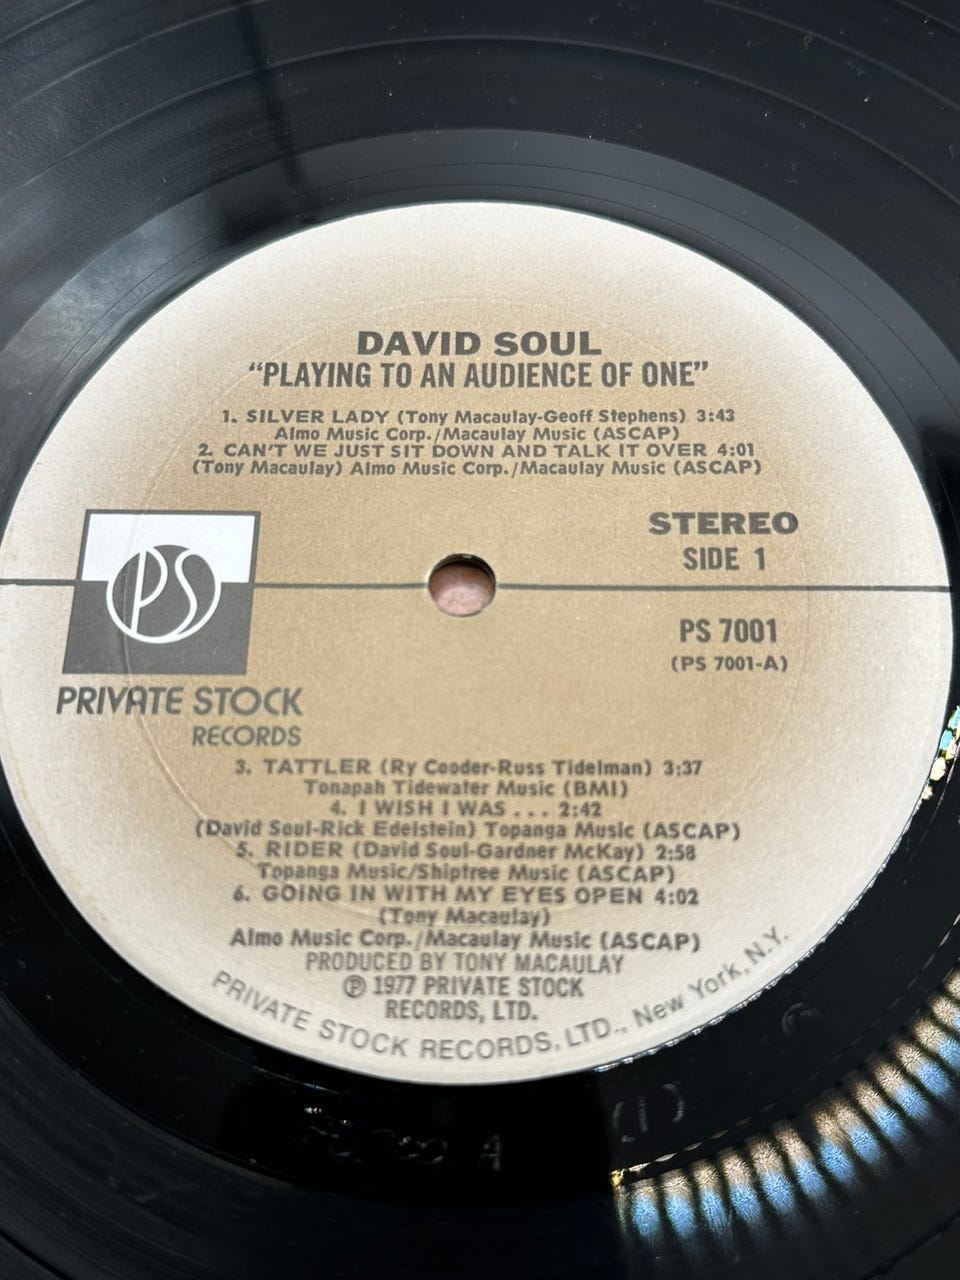 DAVID SOUL
“PLAYING TO AN AUDIENCE OF ONE”
1. SILVER LADY (Tony Macaulay-Geoff Stephens) 3:43
Almo Music Corp./Macaulay Music (ASCAP)
2. CAN'T WE JUST SIT DOWN AND TALK IT OVER 4:01
(Tony Macaulay) Almo Music Corp./Macaulay Music (ASCAP)
STEREO
SIDE 1
PS
PS 7001
(PS 7001-A)
PRIVATE STOCK
RECORDS
3. TATTLER (Ry Cooder-Russ Tidelman) 3:37
Tonapah Tidewater Music (BMI)
4. I WISH I WAS . . . 2:42
(David Soul-Rick Edelstein) Topanga Music (ASCAP)
5. RIDER (David Soul-Gardner McKay) 2:58
Topanga Music/Shiptree Music (ASCAP)
6. GOING IN WITH MY EYES OPEN 4:02
(Tony Macaulay)
Almo Music Corp./Macaulay Music (ASCAP)
PRODUCED BY TONY MACAULAY
℗ 1977 PRIVATE STOCK
RECORDS, LTD.
PRIVATE STOCK RECORDS, LTD., New York, N.Y.
(1)